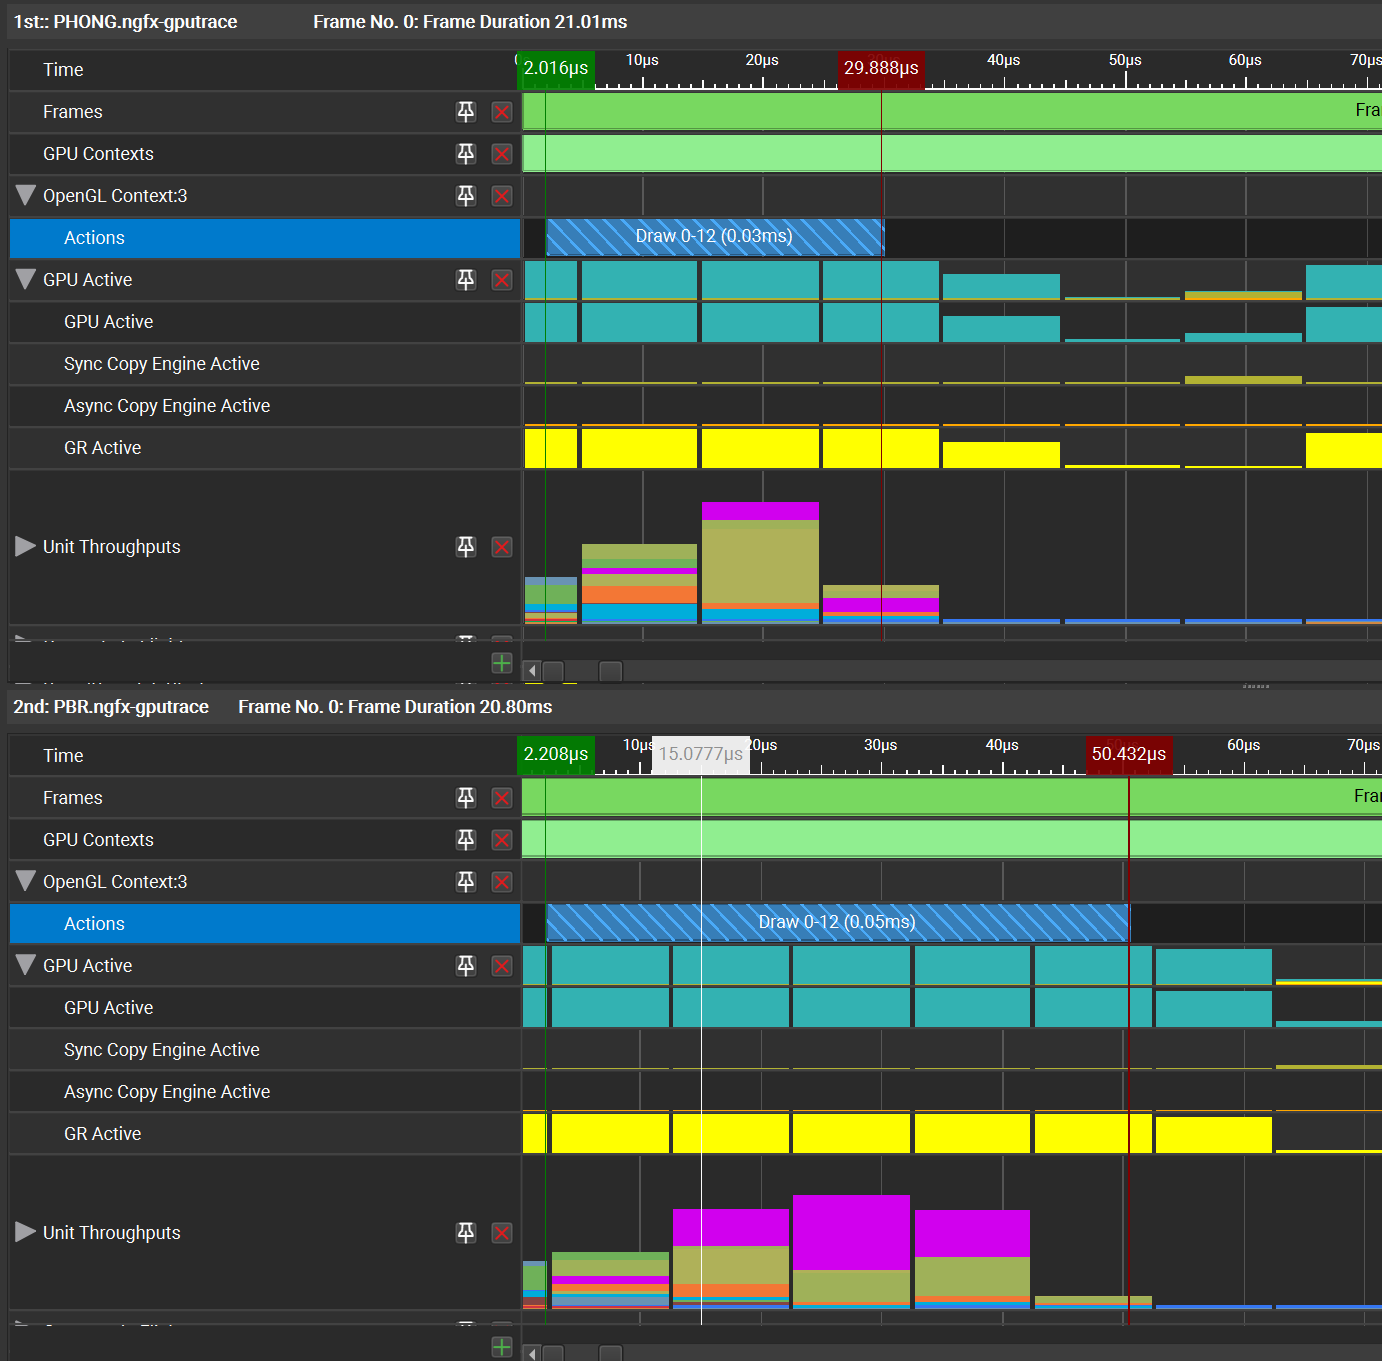 1st:: PHONG.ngfx-gputrace Frame No. 0: Frame Duration 21.01ms
Time 2.016µs 10µs 20µs 29.888µs 40µs 50µs 60µs 70µs
Frames Fra
GPU Contexts
OpenGL Context:3
Actions Draw 0-12 (0.03ms)
GPU Active
GPU Active
Sync Copy Engine Active
Async Copy Engine Active
GR Active
Unit Throughputs
2nd: PBR.ngfx-gputrace Frame No. 0: Frame Duration 20.80ms
Time 2.208µs 10µs 15.0777µs 20µs 30µs 40µs 50.432µs 60µs 70µs
Frames Fra
GPU Contexts
OpenGL Context:3
Actions Draw 0-12 (0.05ms)
GPU Active
GPU Active
Sync Copy Engine Active
Async Copy Engine Active
GR Active
Unit Throughputs